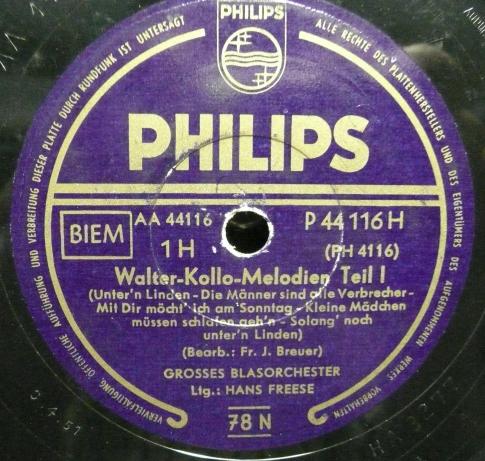 PHILIPS
ALLE RECHTE DES PLATTENHERSTELLERS UND DES EIGENTÜMERS DES AUFGENOMMENEN WERKES VORBEHALTEN
VERVIELFÄLTIGUNG ÖFFENTLICHE AUFFÜHRUNG UND VERBREITUNG DIESER PLATTE DURCH RUNDFUNK IST UNTERSAGT
PHILIPS
BIEM
AA 44116
P 44 116 H
1 H
(PH 4116)
Walter-Kollo-Melodien, Teil I
(Unter'n Linden - Die Männer sind alle Verbrecher -
Mit Dir möcht' ich am Sonntag - Kleine Mädchen
müssen schlafen geh'n - Solang' noch
unter'n Linden)
(Bearb.: Fr. J. Breuer)
GROSSES BLASORCHESTER
Ltg.: HANS FREESE
78 N